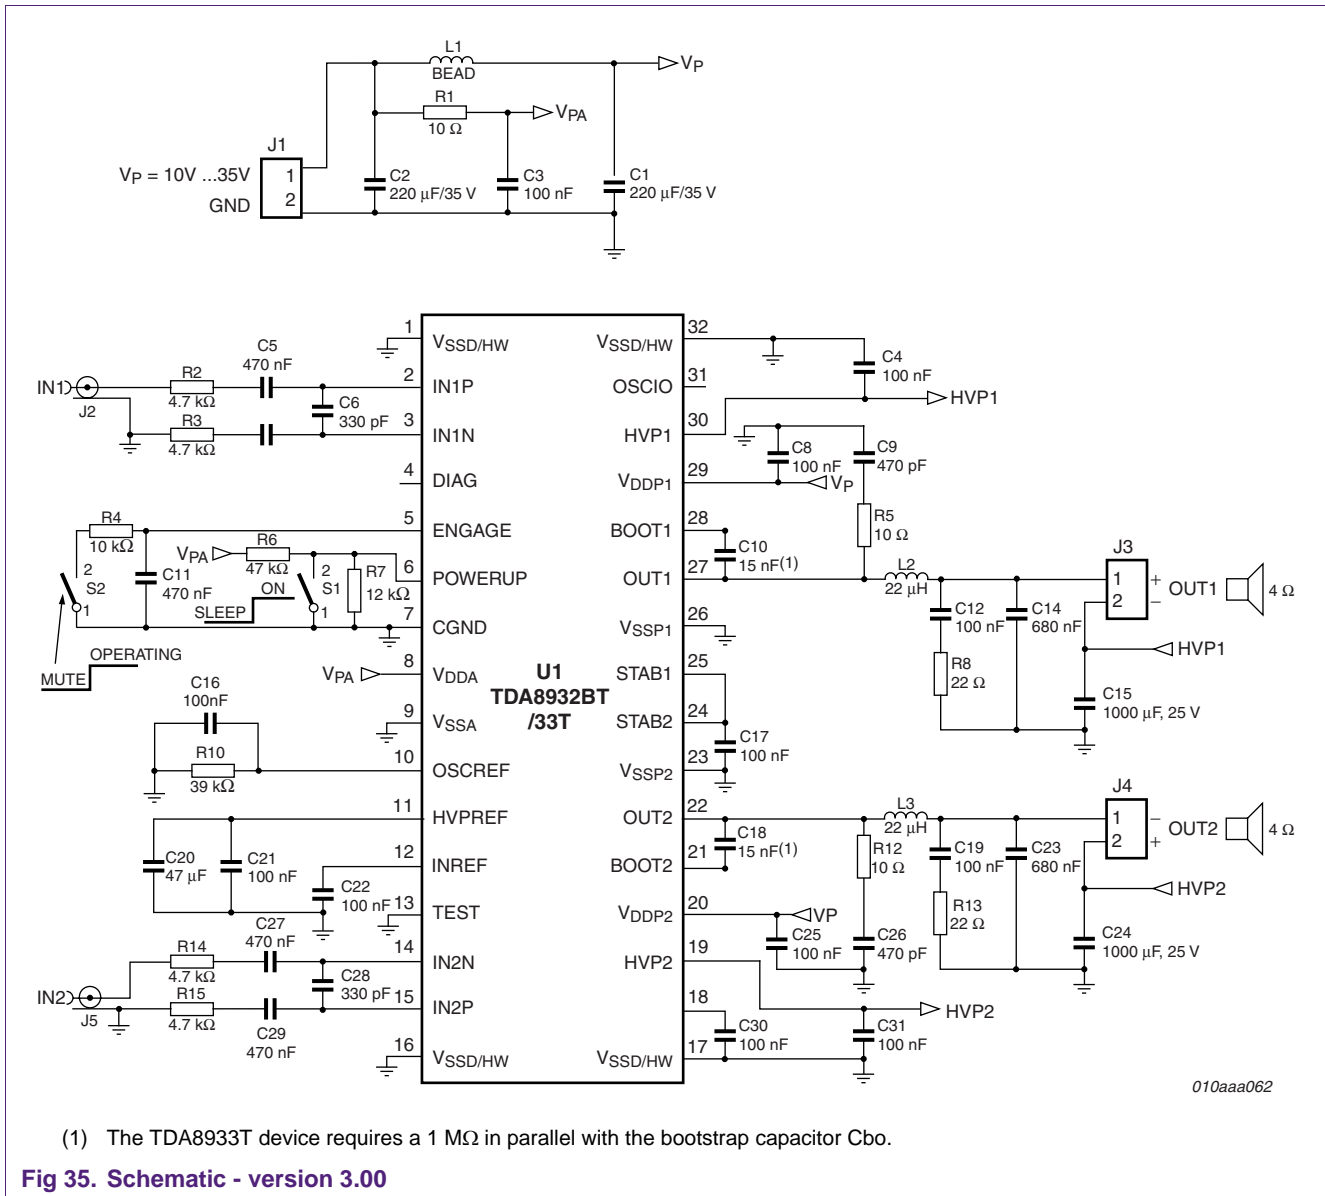 L1
BEAD
VP
R1
10 Ω
VPA
J1
VP = 10V ...35V
1
GND
2
C2
220 μF/35 V
C3
100 nF
C1
220 μF/35 V
IN1
J2
R2
4.7 kΩ
C5
470 nF
R3
4.7 kΩ
C6
330 pF
1
VSSD/HW
2
IN1P
3
IN1N
4
DIAG
5
ENGAGE
6
POWERUP
7
CGND
8
VDDA
9
VSSA
10
OSCREF
11
HVPREF
12
INREF
13
TEST
14
IN2N
15
IN2P
16
VSSD/HW
R4
10 kΩ
2
S2
1
C11
470 nF
VPA
R6
47 kΩ
2
S1
1
R7
12 kΩ
SLEEP
ON
MUTE
OPERATING
VPA
C16
100nF
R10
39 kΩ
C20
47 μF
C21
100 nF
C22
100 nF
C27
470 nF
R14
4.7 kΩ
IN2
J5
R15
4.7 kΩ
C28
330 pF
C29
470 nF
U1
TDA8932BT
/33T
32
VSSD/HW
31
OSCIO
30
HVP1
29
VDDP1
28
BOOT1
27
OUT1
26
VSSP1
25
STAB1
24
STAB2
23
VSSP2
22
OUT2
21
BOOT2
20
VDDP2
19
HVP2
18
17
VSSD/HW
C4
100 nF
HVP1
C8
100 nF
C9
470 pF
VP
R5
10 Ω
C10
15 nF(1)
L2
22 μH
C12
100 nF
C14
680 nF
R8
22 Ω
J3
1
+
2
−
OUT1
4 Ω
HVP1
C15
1000 μF, 25 V
C17
100 nF
C18
15 nF(1)
L3
22 μH
R12
10 Ω
C19
100 nF
C23
680 nF
R13
22 Ω
J4
1
−
2
+
OUT2
4 Ω
HVP2
C24
1000 μF, 25 V
VP
C25
100 nF
C26
470 pF
HVP2
C30
100 nF
C31
100 nF
010aaa062
(1) The TDA8933T device requires a 1 MΩ in parallel with the bootstrap capacitor Cbo.
Fig 35. Schematic - version 3.00